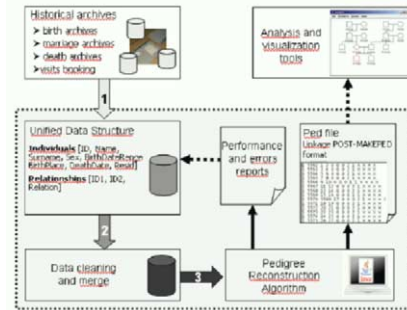 Historical archives
➤ birth archives
➤ marriage archives
➤ death archives
➤ visits booking
Analysis and
visualization
tools
1
Unified Data Structure
Individuals [ID, Name,
Surname, Sex, BirthDateRange
BirthPlace, DeathDate, Dead]
Relationships [ID1, ID2,
Relation]
Performance
and errors
reports
Ped file
Linkage POST-MAKEPED
format
2
Data cleaning
and merge
3
Pedigree
Reconstruction
Algorithm